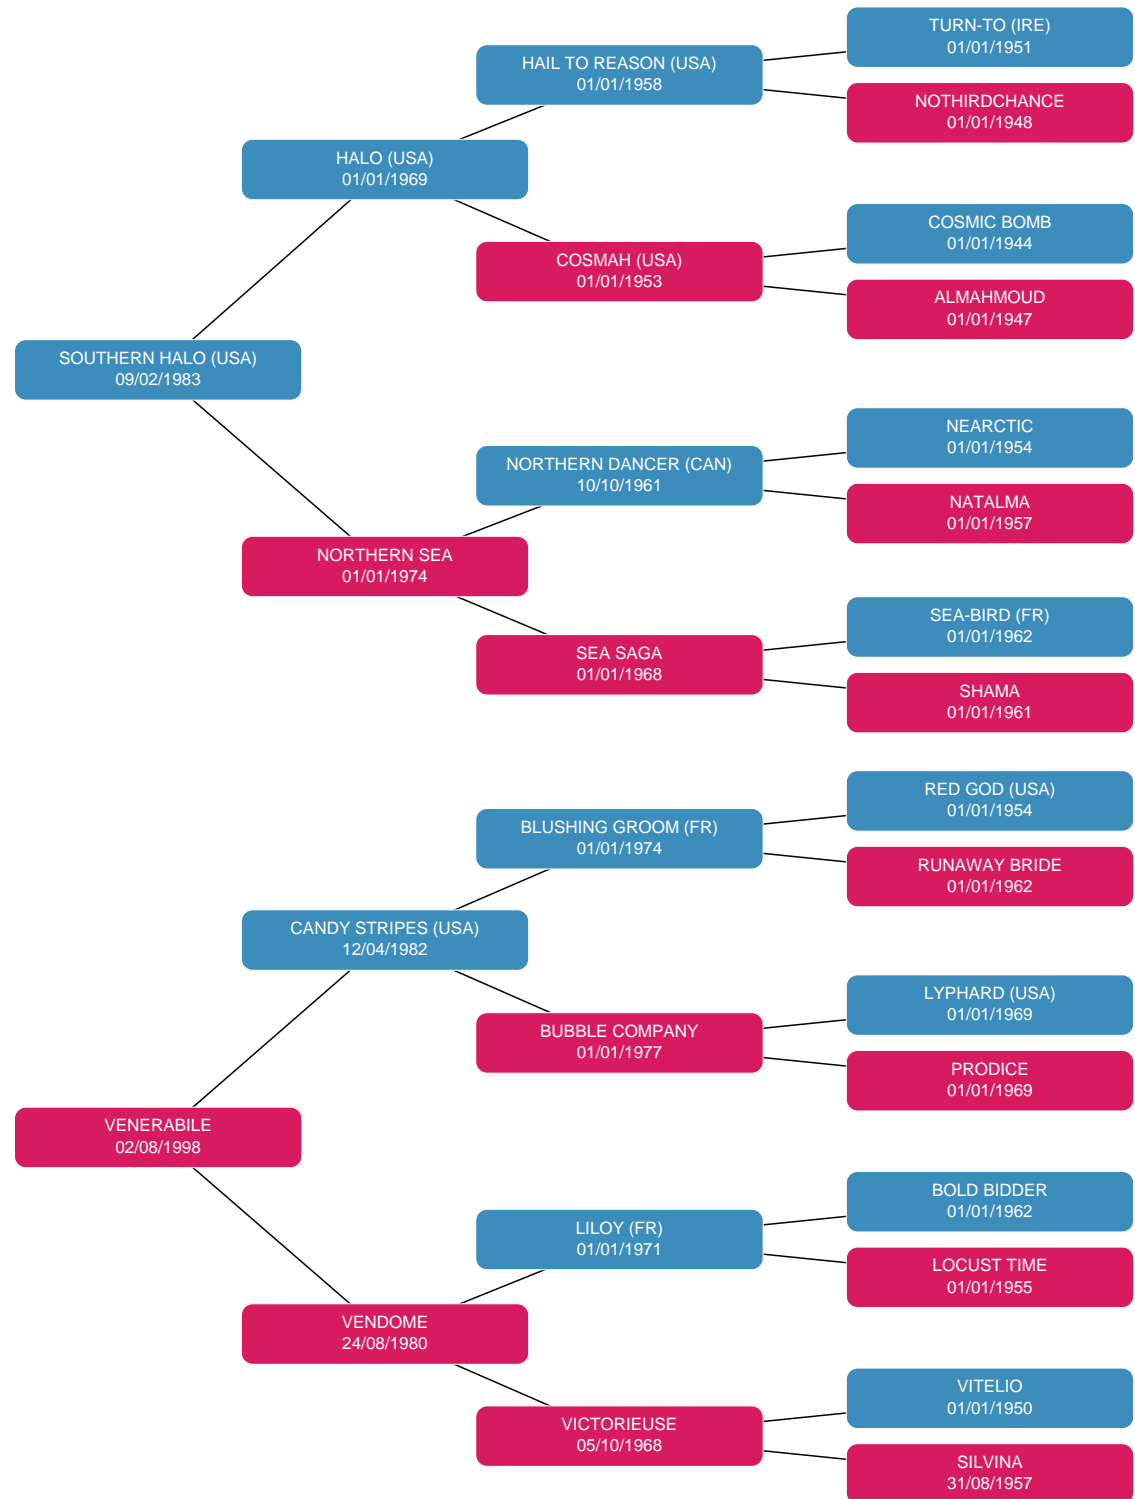 TURN-TO (IRE)
01/01/1951
HAIL TO REASON (USA)
01/01/1958
NOTHIRDCHANCE
01/01/1948
HALO (USA)
01/01/1969
COSMIC BOMB
01/01/1944
COSMAH (USA)
01/01/1953
ALMAHMOUD
01/01/1947
SOUTHERN HALO (USA)
09/02/1983
NEARCTIC
01/01/1954
NORTHERN DANCER (CAN)
10/10/1961
NATALMA
01/01/1957
NORTHERN SEA
01/01/1974
SEA-BIRD (FR)
01/01/1962
SEA SAGA
01/01/1968
SHAMA
01/01/1961
RED GOD (USA)
01/01/1954
BLUSHING GROOM (FR)
01/01/1974
RUNAWAY BRIDE
01/01/1962
CANDY STRIPES (USA)
12/04/1982
LYPHARD (USA)
01/01/1969
BUBBLE COMPANY
01/01/1977
PRODICE
01/01/1969
VENERABILE
02/08/1998
BOLD BIDDER
01/01/1962
LILOY (FR)
01/01/1971
LOCUST TIME
01/01/1955
VENDOME
24/08/1980
VITELIO
01/01/1950
VICTORIEUSE
05/10/1968
SILVINA
31/08/1957